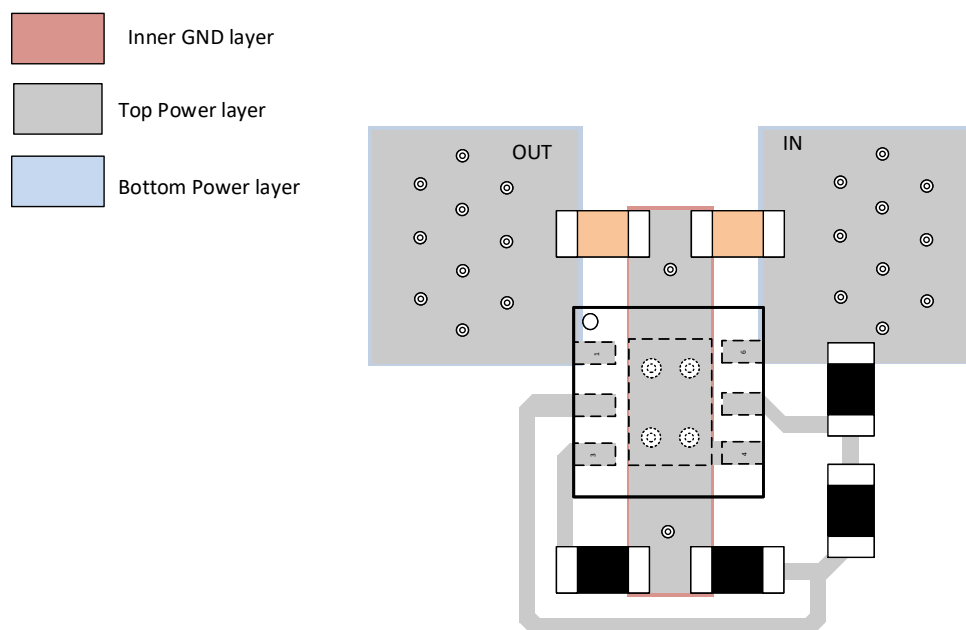 Inner GND layer
Top Power layer
Bottom Power layer
OUT
IN
1
6
3
4